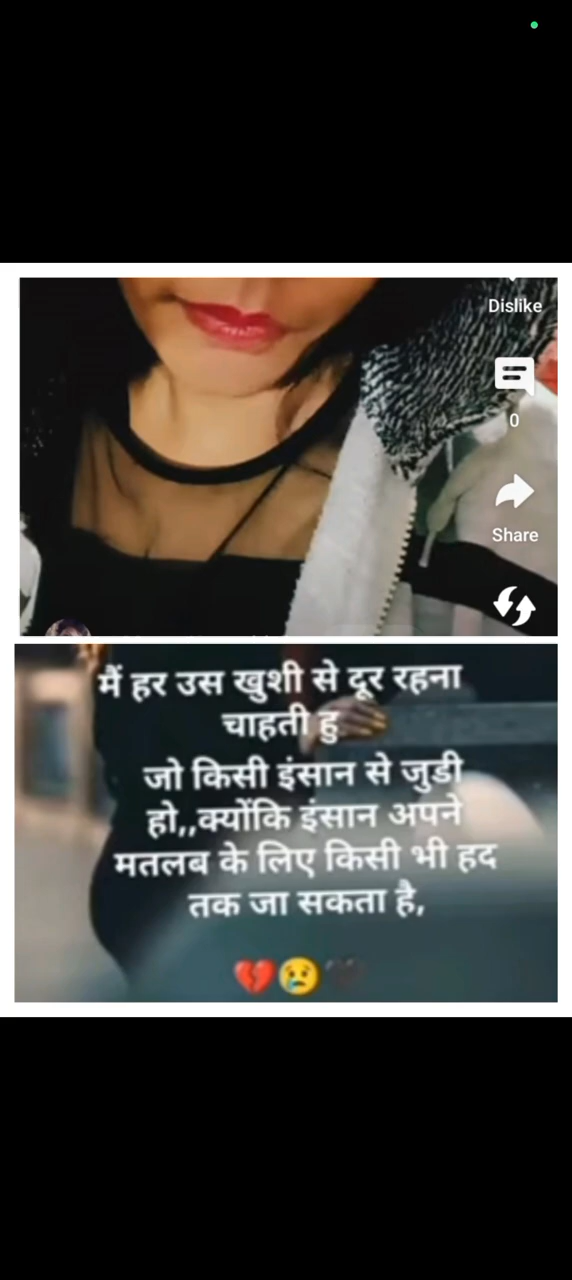 Dislike
0
Share
मैं हर उस खुशी से दूर रहना
चाहती हु
जो किसी इंसान से जुडी
हो,,क्योंकि इंसान अपने
मतलब के लिए किसी भी हद
तक जा सकता है,
💔😢🖤